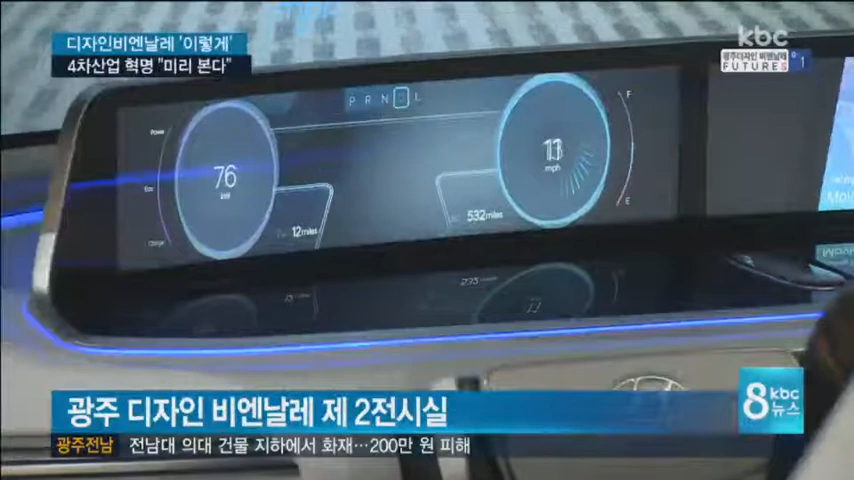 디자인비엔날레 '이렇게'
4차산업 혁명 "미리 본다"
kbc
광주디자인 비엔날레
FUTURES
1
P R N D L
Power
Eco
Charge
76
kW
12miles
13
mph
532miles
F
E
광주 디자인 비엔날레 제 2전시실
8 kbc
뉴스
광주전남 전남대 의대 건물 지하에서 화재…200만 원 피해